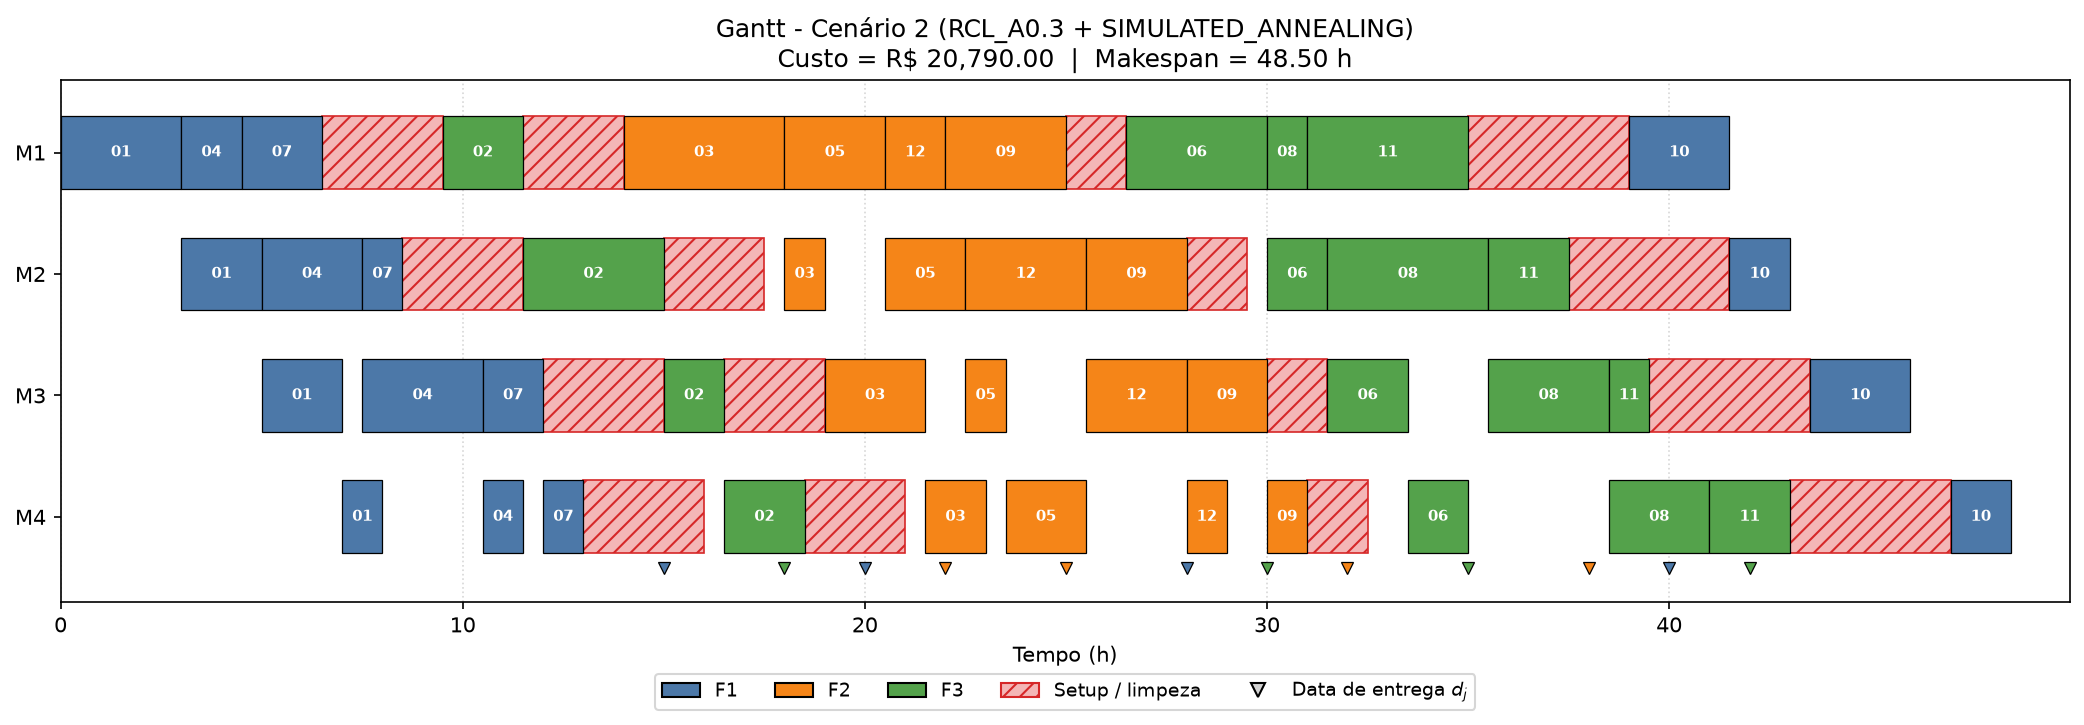 Gantt - Cenário 2 (RCL_A0.3 + SIMULATED_ANNEALING)
Custo = R$ 20,790.00 | Makespan = 48.50 h
M1 01 04 07 02 03 05 12 09 06 08 11 10
M2 01 04 07 02 03 05 12 09 06 08 11 10
M3 01 04 07 02 03 05 12 09 06 08 11 10
M4 01 04 07 02 03 05 12 09 06 08 11 10
0 10 20 30 40
Tempo (h)
F1 F2 F3 Setup / limpeza Data de entrega dj